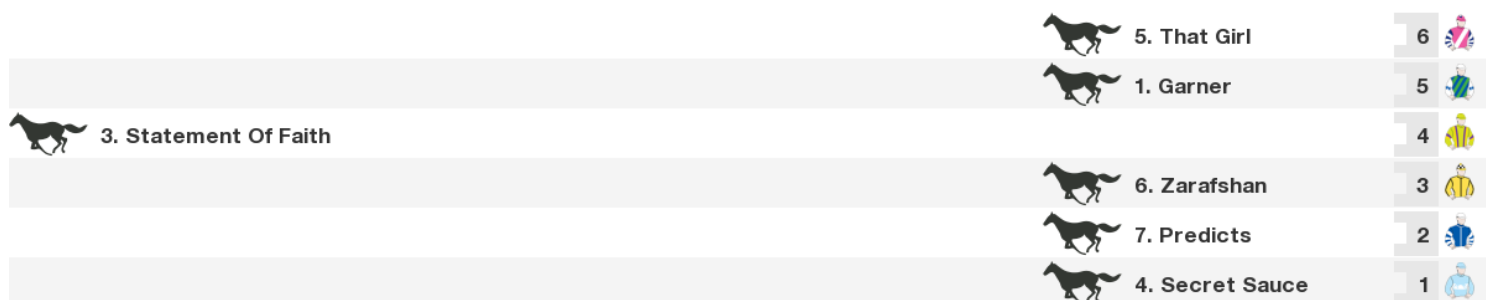 5. That Girl 6
1. Garner 5
3. Statement Of Faith 4
6. Zarafshan 3
7. Predicts 2
4. Secret Sauce 1